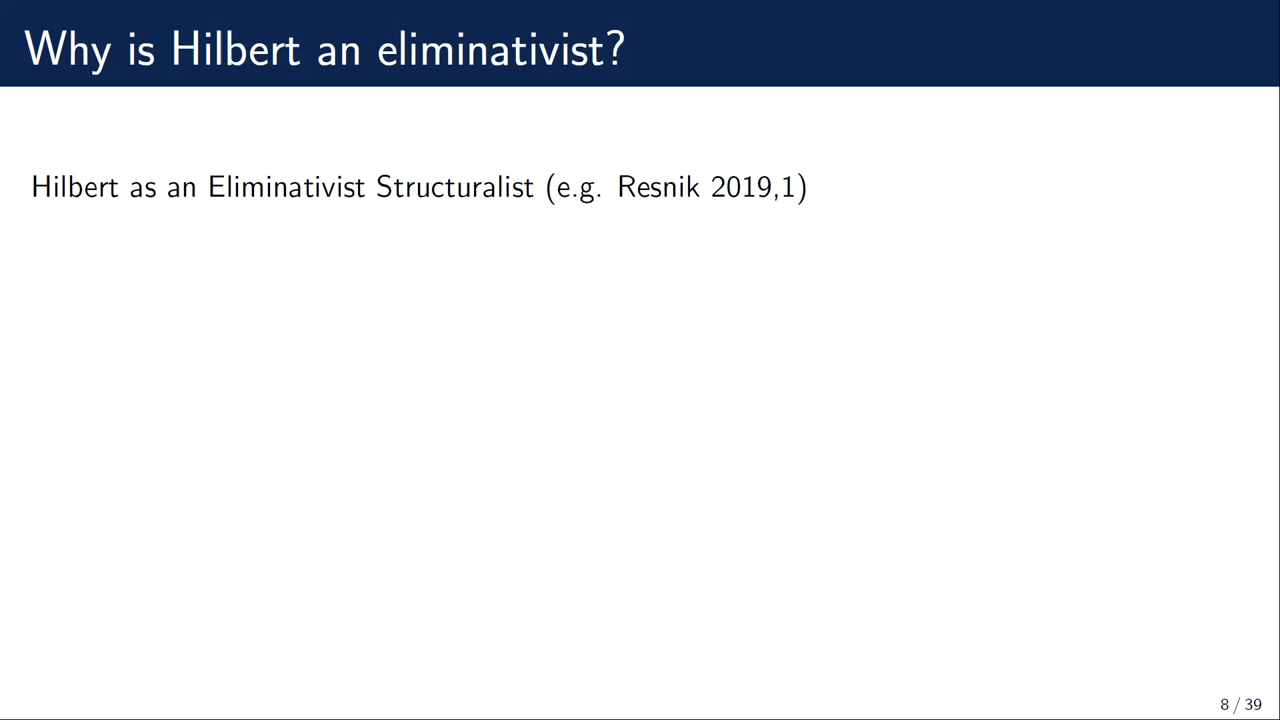 Why is Hilbert an eliminativist?
Hilbert as an Eliminativist Structuralist (e.g. Resnik 2019,1)
8 / 39